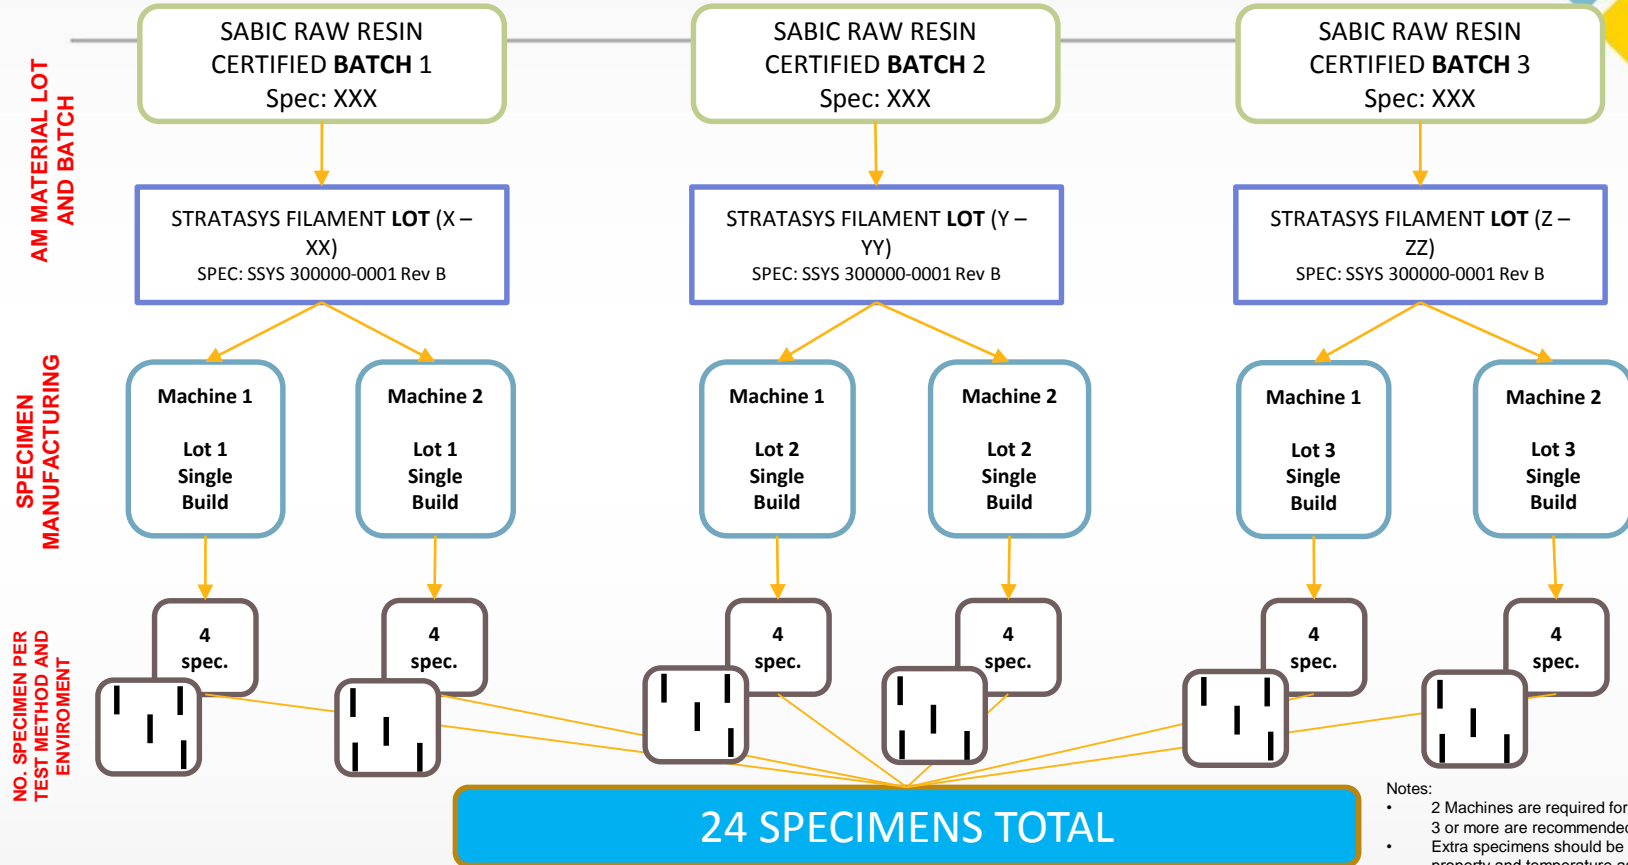 SABIC RAW RESIN
CERTIFIED BATCH 1
Spec: XXX
SABIC RAW RESIN
CERTIFIED BATCH 2
Spec: XXX
SABIC RAW RESIN
CERTIFIED BATCH 3
Spec: XXX
AM MATERIAL LOT
AND BATCH
STRATASYS FILAMENT LOT (X –
XX)
SPEC: SSYS 300000-0001 Rev B
STRATASYS FILAMENT LOT (Y –
YY)
SPEC: SSYS 300000-0001 Rev B
STRATASYS FILAMENT LOT (Z –
ZZ)
SPEC: SSYS 300000-0001 Rev B
SPECIMEN
MANUFACTURING
Machine 1
Lot 1
Single
Build
Machine 2
Lot 1
Single
Build
Machine 1
Lot 2
Single
Build
Machine 2
Lot 2
Single
Build
Machine 1
Lot 3
Single
Build
Machine 2
Lot 3
Single
Build
NO. SPECIMEN PER
TEST METHOD AND
ENVIROMENT
4
spec.
4
spec.
4
spec.
4
spec.
4
spec.
4
spec.
24 SPECIMENS TOTAL
Notes:
• 2 Machines are required for
3 or more are recommended
• Extra specimens should be
property and temperature